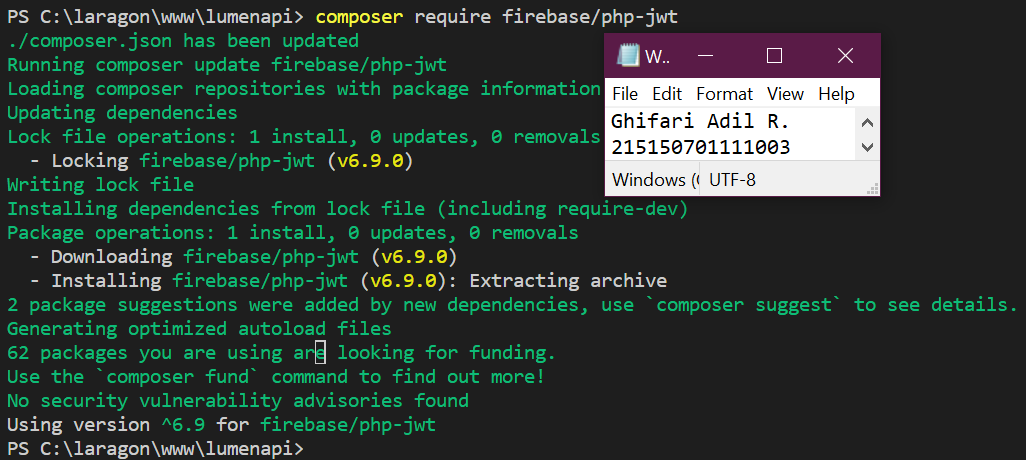 PS C:\laragon\www\lumenapi> composer require firebase/php-jwt
./composer.json has been updated
Running composer update firebase/php-jwt
Loading composer repositories with package information
Updating dependencies
Lock file operations: 1 install, 0 updates, 0 removals
  - Locking firebase/php-jwt (v6.9.0)
Writing lock file
Installing dependencies from lock file (including require-dev)
Package operations: 1 install, 0 updates, 0 removals
  - Downloading firebase/php-jwt (v6.9.0)
  - Installing firebase/php-jwt (v6.9.0): Extracting archive
2 package suggestions were added by new dependencies, use `composer suggest` to see details.
Generating optimized autoload files
62 packages you are using are looking for funding.
Use the `composer fund` command to find out more!
No security vulnerability advisories found
Using version ^6.9 for firebase/php-jwt
PS C:\laragon\www\lumenapi>
W..
File Edit Format View Help
Ghifari Adil R.
215150701111003
Windows (C UTF-8